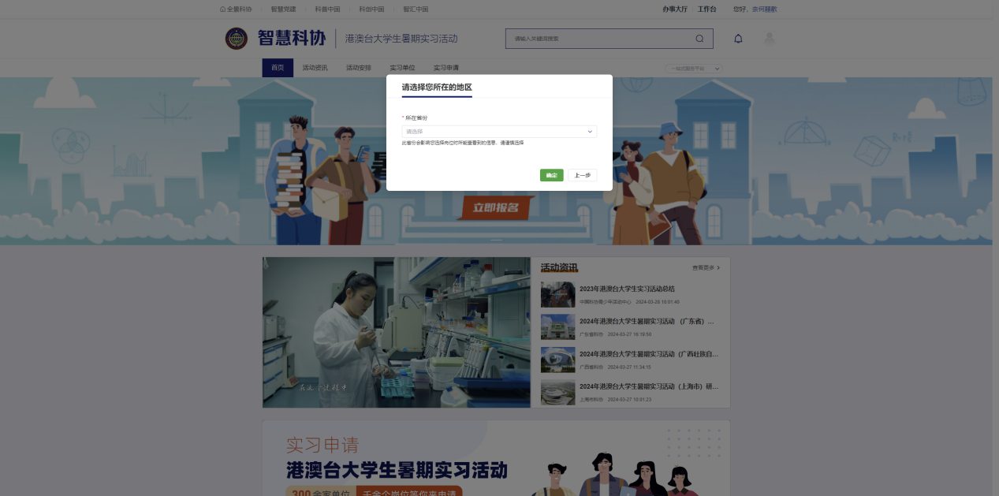 全景科协 智慧党建 科普中国 科创中国 智汇中国 办事大厅 工作台 您好，
智慧科协 港澳台大学生暑期实习活动 请输入关键词搜索
首页 活动资讯 活动安排 实习单位 实习申请 一站式服务平台
请选择您所在的地区
* 所在省份
请选择
此省份会影响您选择岗位时所能查看到的信息，请谨慎选择
确定 上一步
立即报名
活动资讯 查看更多
2023年港澳台大学生实习活动总结
中国科协青少年活动中心 2024-03-28 10:01:49
2024年港澳台大学生暑期实习活动 （广东省）...
广东省科协 2024-03-27 16:19:50
2024年港澳台大学生暑期实习活动（广西壮族自...
广西省科协 2024-03-27 11:34:15
2024年港澳台大学生暑期实习活动（上海市）研...
上海市科协 2024-03-27 10:01:23
在这个过程中
实习申请
港澳台大学生暑期实习活动
300余家单位 千余个岗位等你来申请